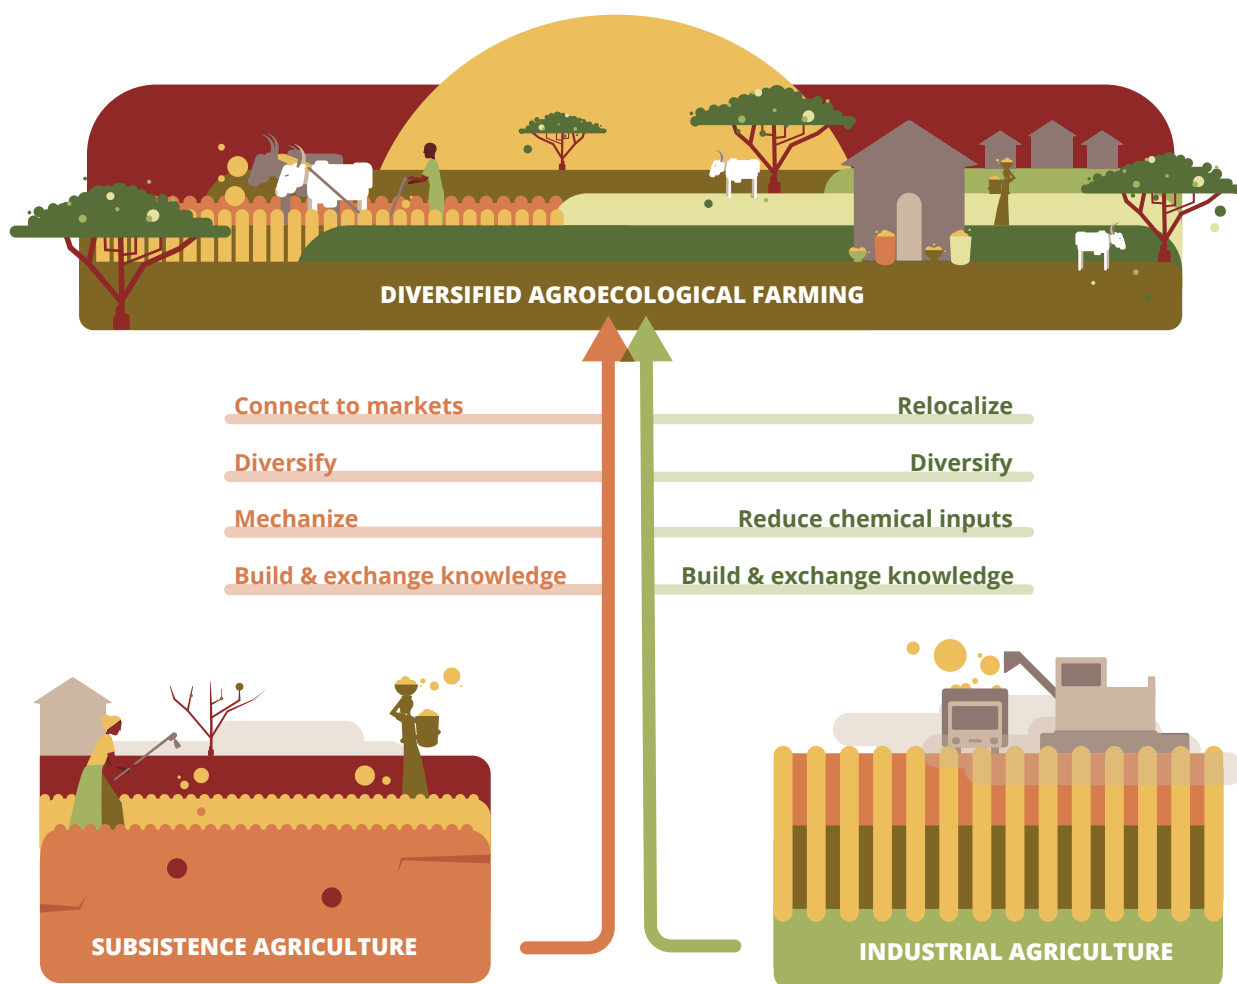 DIVERSIFIED AGROECOLOGICAL FARMING
Connect to markets
Diversify
Mechanize
Build & exchange knowledge
Relocalize
Diversify
Reduce chemical inputs
Build & exchange knowledge
SUBSISTENCE AGRICULTURE
INDUSTRIAL AGRICULTURE